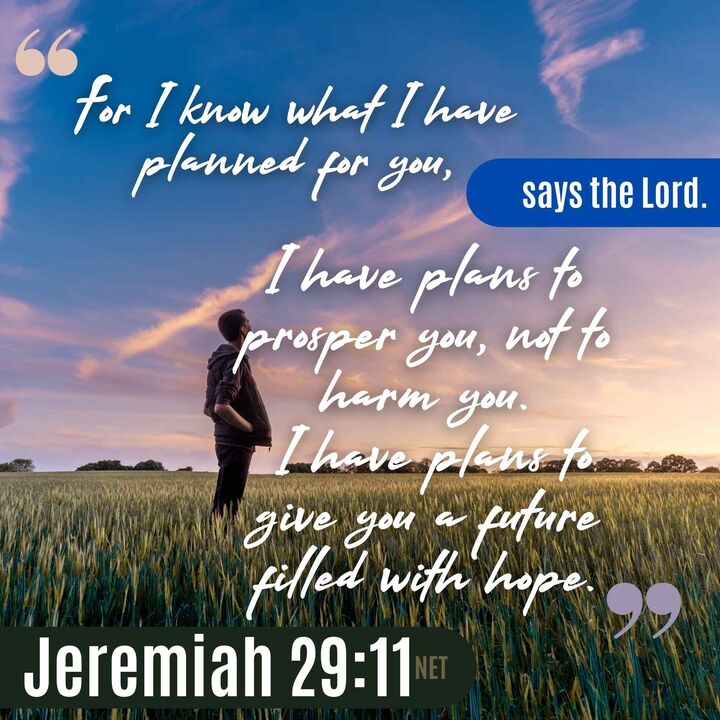 “
for I know what I have
planned for you,
says the Lord.
I have plans to
prosper you, not to
harm you.
I have plans to
give you a future
filled with hope.
”
Jeremiah 29:11 NET